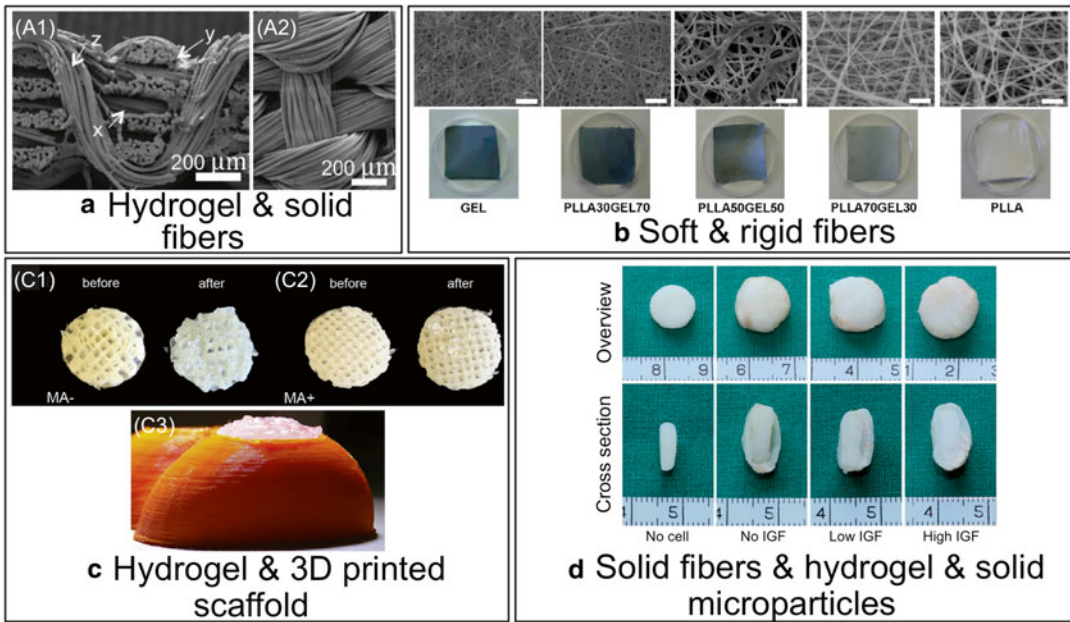 (A1)
z
y
x
200 µm
(A2)
200 µm
a Hydrogel & solid
fibers
GEL
PLLA30GEL70
PLLA50GEL50
PLLA70GEL30
PLLA
b Soft & rigid fibers
(C1)
before
after
MA-
(C2)
before
after
MA+
(C3)
c Hydrogel & 3D printed
scaffold
Overview
8 9
6 7
4 5
1 2 3
Cross section
5
4 5
4 5
4 5
No cell
No IGF
Low IGF
High IGF
d Solid fibers & hydrogel & solid
microparticles